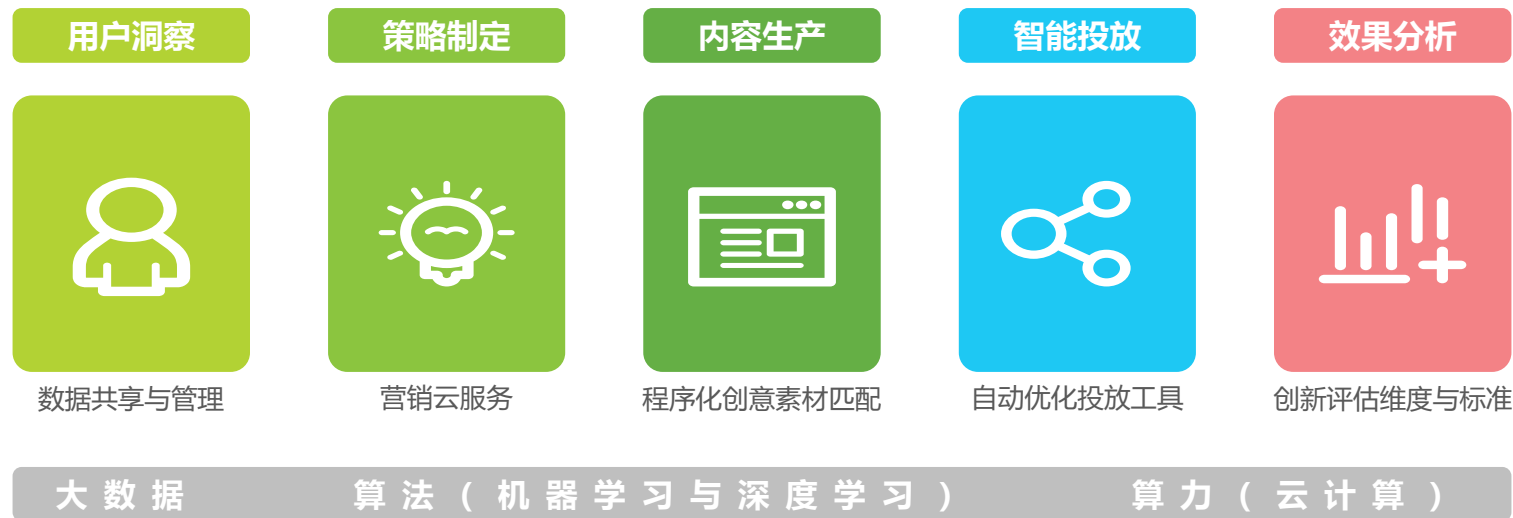 用户洞察
策略制定
内容生产
智能投放
效果分析
数据共享与管理
营销云服务
程序化创意素材匹配
自动优化投放工具
创新评估维度与标准
大数据 算法（机器学习与深度学习） 算力（云计算）